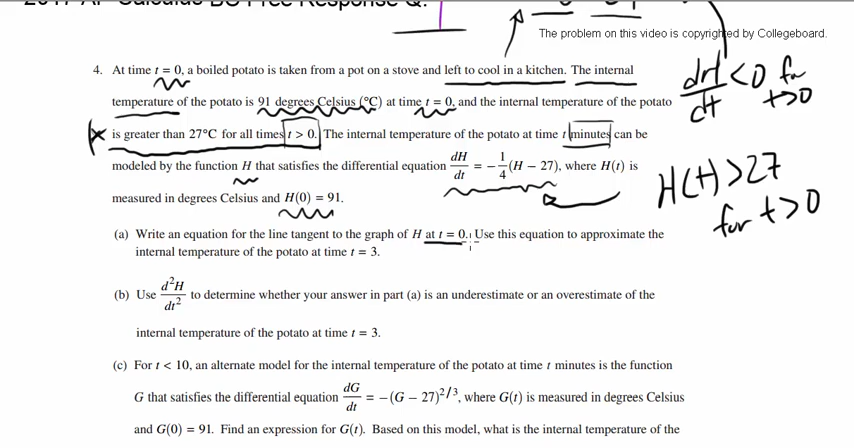 2017 AP Calculus BC Free Response Q.
The problem on this video is copyrighted by Collegeboard.
4. At time t = 0, a boiled potato is taken from a pot on a stove and left to cool in a kitchen. The internal
temperature of the potato is 91 degrees Celsius (°C) at time t = 0, and the internal temperature of the potato
is greater than 27°C for all times t > 0. The internal temperature of the potato at time t minutes can be
modeled by the function H that satisfies the differential equation dH/dt = −1/4(H − 27), where H(t) is
measured in degrees Celsius and H(0) = 91.
dH/dt < 0 for
t>0
H(t) > 27
for t>0
(a) Write an equation for the line tangent to the graph of H at t = 0. Use this equation to approximate the
internal temperature of the potato at time t = 3.
(b) Use d²H/dt² to determine whether your answer in part (a) is an underestimate or an overestimate of the
internal temperature of the potato at time t = 3.
(c) For t < 10, an alternate model for the internal temperature of the potato at time t minutes is the function
G that satisfies the differential equation dG/dt = −(G − 27)^2/3, where G(t) is measured in degrees Celsius
and G(0) = 91. Find an expression for G(t). Based on this model, what is the internal temperature of the